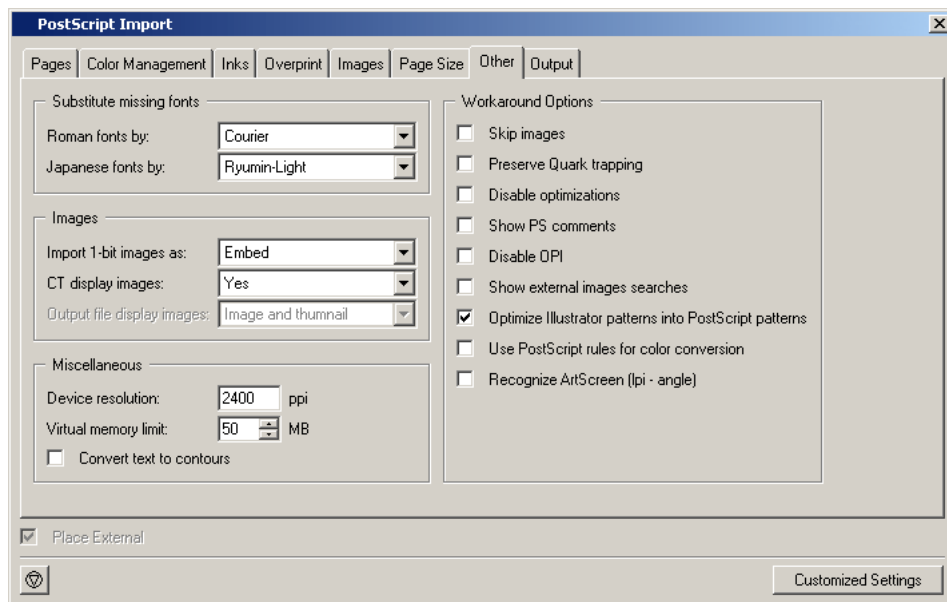 PostScript Import
Pages Color Management Inks Overprint Images Page Size Other Output
Substitute missing fonts
Roman fonts by: Courier
Japanese fonts by: Ryumin-Light
Images
Import 1-bit images as: Embed
CT display images: Yes
Output file display images: Image and thumnail
Miscellaneous
Device resolution: 2400 ppi
Virtual memory limit: 50 MB
Convert text to contours
Workaround Options
Skip images
Preserve Quark trapping
Disable optimizations
Show PS comments
Disable OPI
Show external images searches
Optimize Illustrator patterns into PostScript patterns
Use PostScript rules for color conversion
Recognize ArtScreen (lpi - angle)
Place External
Customized Settings